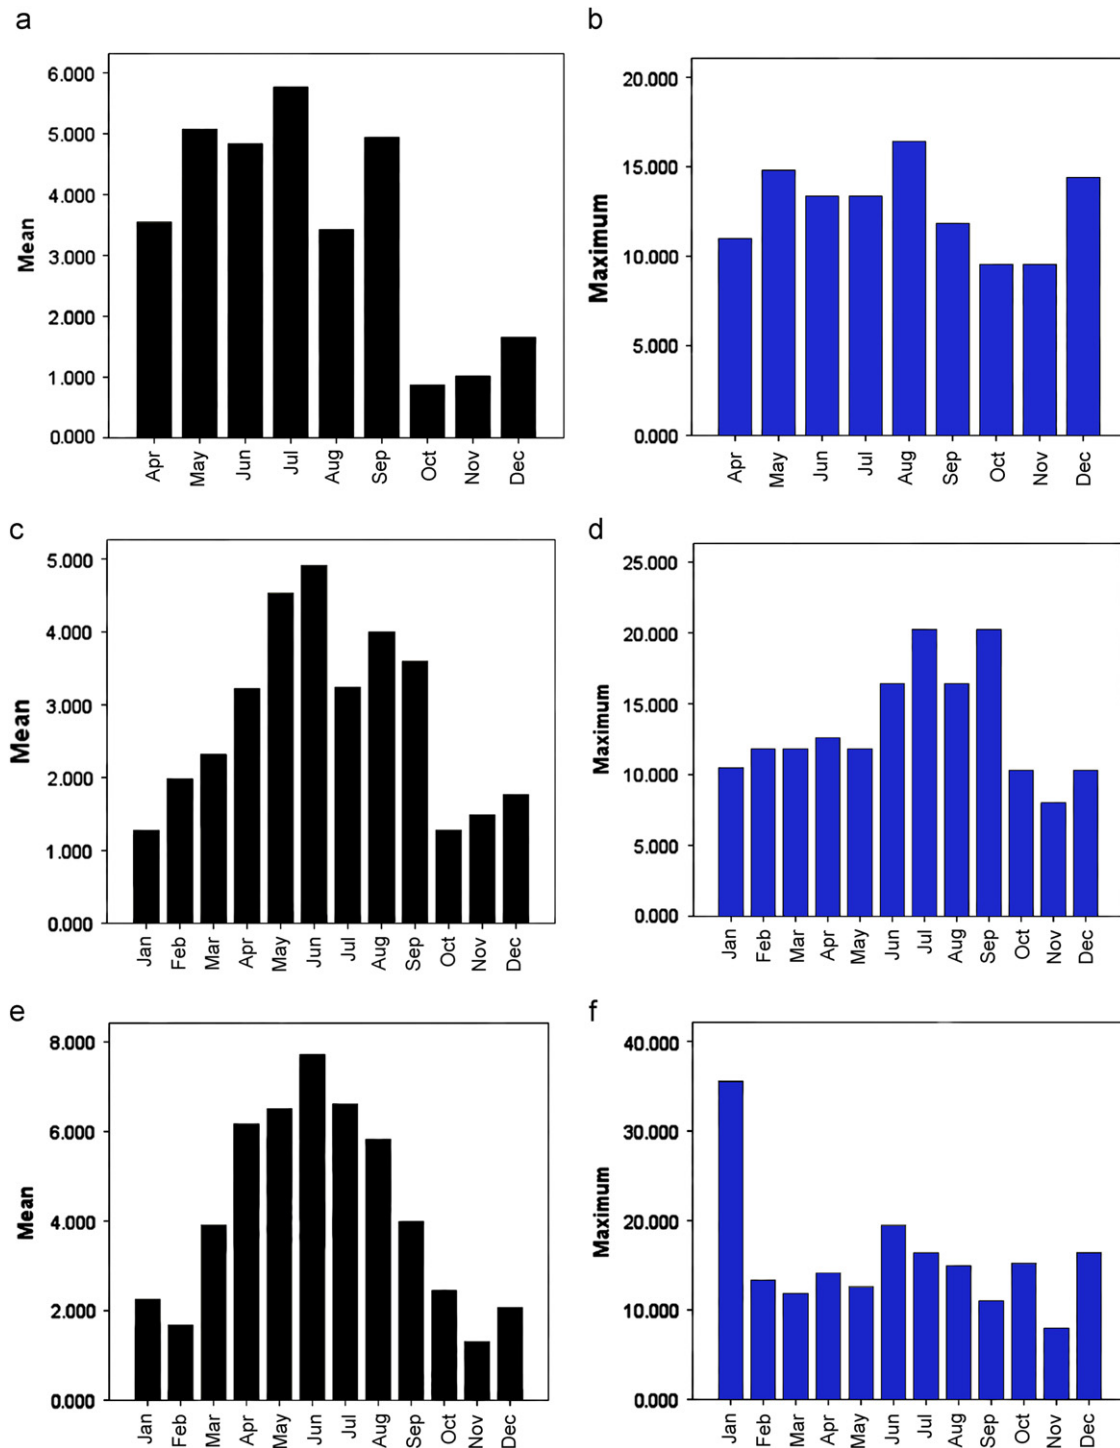 a
6.000
5.000
4.000
3.000
2.000
1.000
0.000
Mean
Apr May Jun Jul Aug Sep Oct Nov Dec
b
20.000
15.000
10.000
5.000
0.000
Maximum
Apr May Jun Jul Aug Sep Oct Nov Dec
c
5.000
4.000
3.000
2.000
1.000
0.000
Mean
Jan Feb Mar Apr May Jun Jul Aug Sep Oct Nov Dec
d
25.000
20.000
15.000
10.000
5.000
0.000
Maximum
Jan Feb Mar Apr May Jun Jul Aug Sep Oct Nov Dec
e
8.000
6.000
4.000
2.000
0.000
Mean
Jan Feb Mar Apr May Jun Jul Aug Sep Oct Nov Dec
f
40.000
30.000
20.000
10.000
0.000
Maximum
Jan Feb Mar Apr May Jun Jul Aug Sep Oct Nov Dec